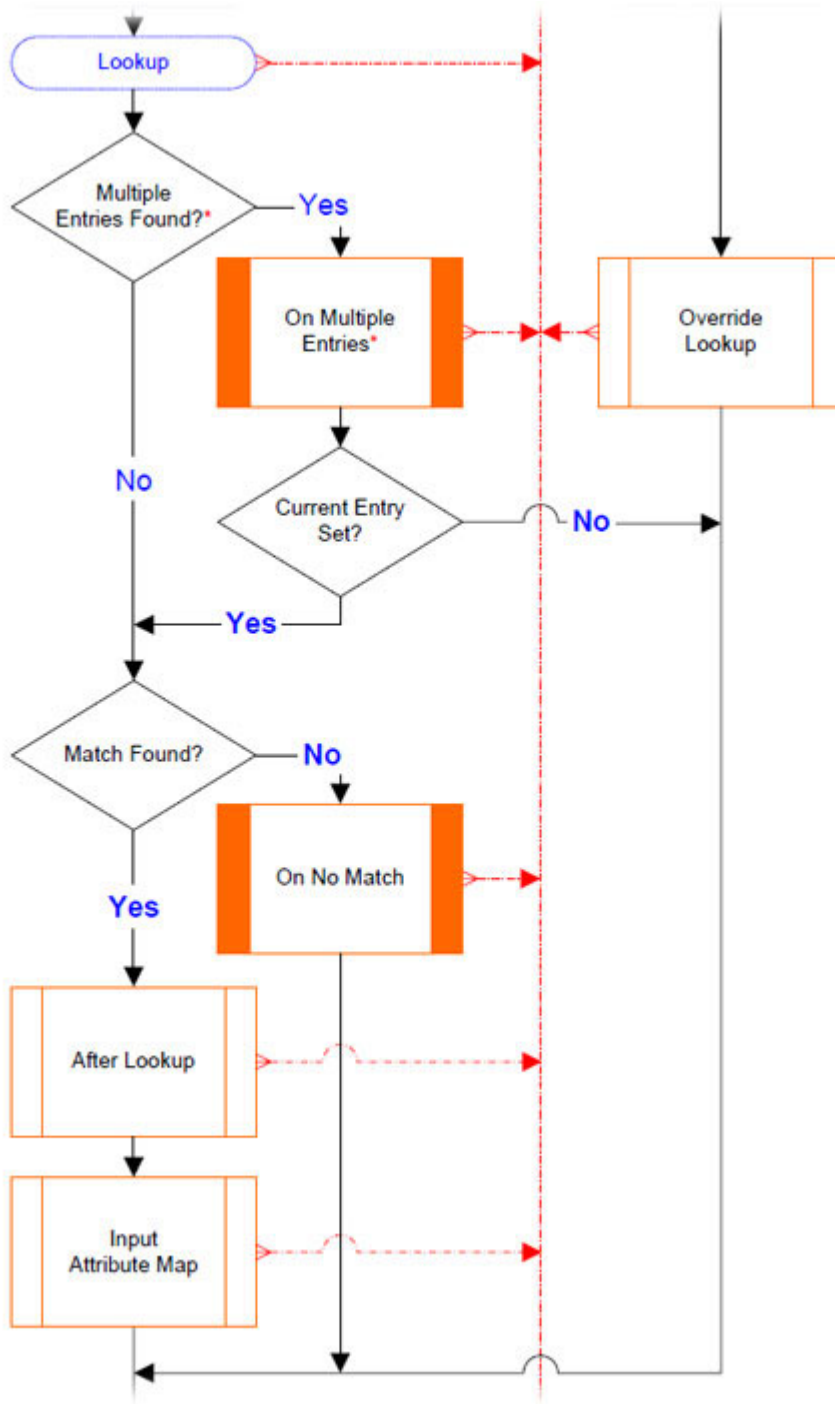 Lookup
Multiple
Entries Found?*
Yes
On Multiple
Entries*
Override
Lookup
No
Current Entry
Set?
No
Yes
Match Found?
No
On No Match
Yes
After Lookup
Input
Attribute Map